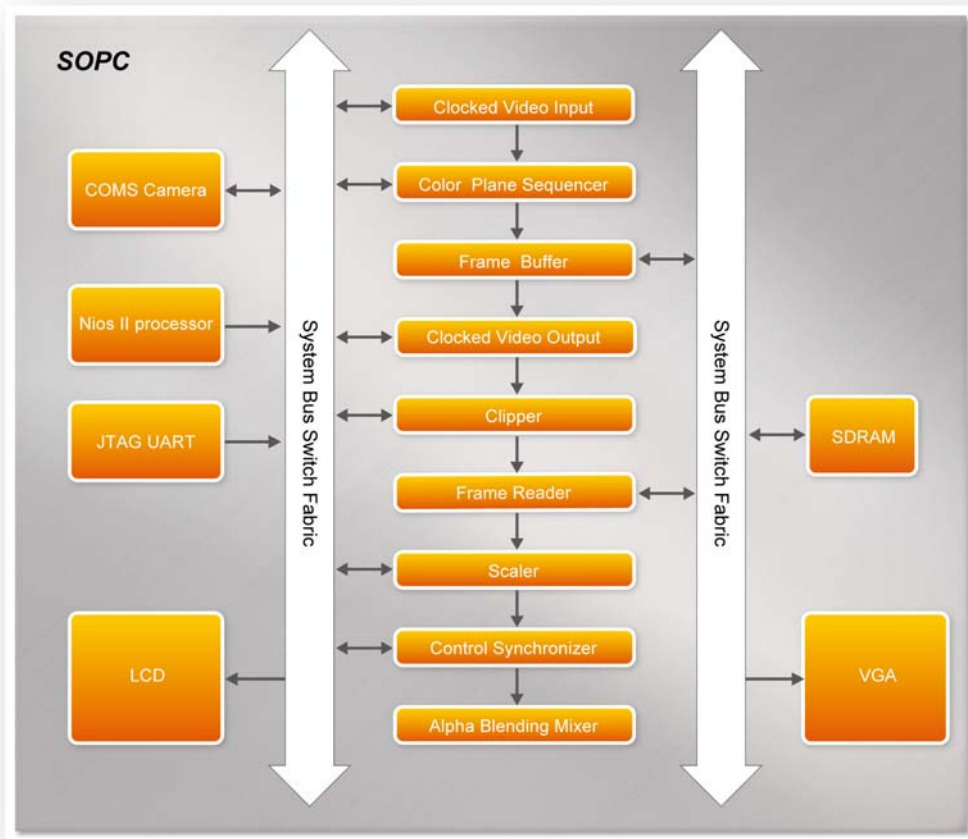 SOPC
COMS Camera
Nios II processor
JTAG UART
LCD
System Bus Switch Fabric
Clocked Video Input
Color Plane Sequencer
Frame Buffer
Clocked Video Output
Clipper
Frame Reader
Scaler
Control Synchronizer
Alpha Blending Mixer
System Bus Switch Fabric
SDRAM
VGA